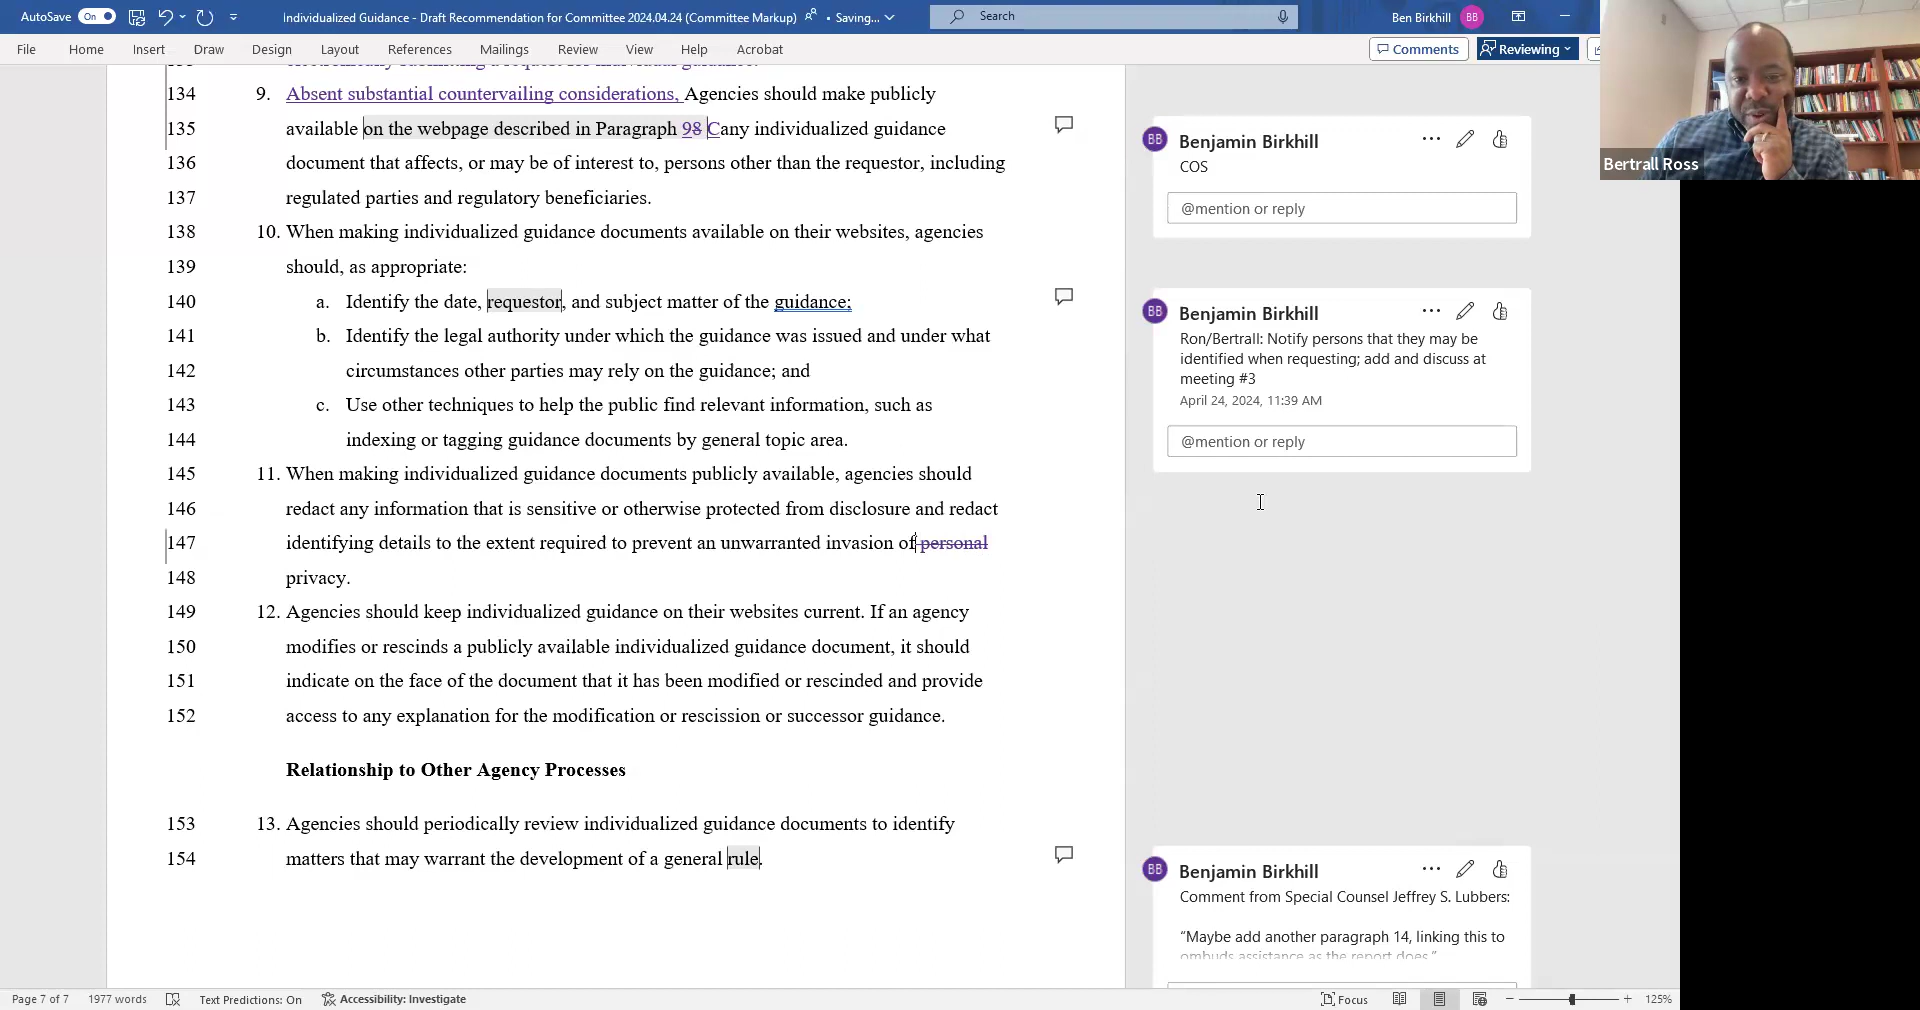 AutoSave On Individualized Guidance - Draft Recommendation for Committee 2024.04.24 (Committee Markup) • Saving... Search Ben Birkhill BB
File Home Insert Draw Design Layout References Mailings Review View Help Acrobat Comments Reviewing
134 9. Absent substantial countervailing considerations, Agencies should make publicly
135 available on the webpage described in Paragraph 98 Cany individualized guidance
136 document that affects, or may be of interest to, persons other than the requestor, including
137 regulated parties and regulatory beneficiaries.
138 10. When making individualized guidance documents available on their websites, agencies
139 should, as appropriate:
140 a. Identify the date, requestor, and subject matter of the guidance;
141 b. Identify the legal authority under which the guidance was issued and under what
142 circumstances other parties may rely on the guidance; and
143 c. Use other techniques to help the public find relevant information, such as
144 indexing or tagging guidance documents by general topic area.
145 11. When making individualized guidance documents publicly available, agencies should
146 redact any information that is sensitive or otherwise protected from disclosure and redact
147 identifying details to the extent required to prevent an unwarranted invasion of personal
148 privacy.
149 12. Agencies should keep individualized guidance on their websites current. If an agency
150 modifies or rescinds a publicly available individualized guidance document, it should
151 indicate on the face of the document that it has been modified or rescinded and provide
152 access to any explanation for the modification or rescission or successor guidance.
Relationship to Other Agency Processes
153 13. Agencies should periodically review individualized guidance documents to identify
154 matters that may warrant the development of a general rule.
BB Benjamin Birkhill
COS
@mention or reply
BB Benjamin Birkhill
Ron/Bertrall: Notify persons that they may be
identified when requesting; add and discuss at
meeting #3
April 24, 2024, 11:39 AM
@mention or reply
BB Benjamin Birkhill
Comment from Special Counsel Jeffrey S. Lubbers:
“Maybe add another paragraph 14, linking this to
ombuds assistance as the report does.”
Bertrall Ross
Page 7 of 7 1977 words Text Predictions: On Accessibility: Investigate Focus 125%